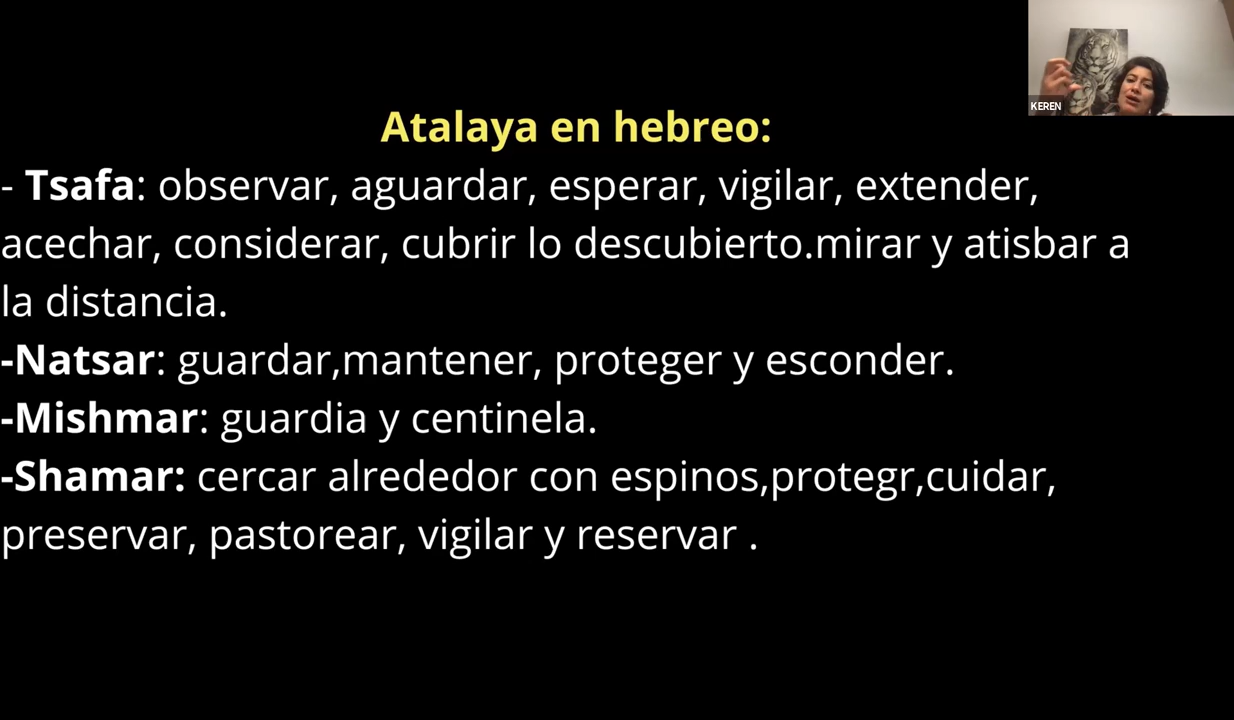 KEREN
Atalaya en hebreo:
- Tsafa: observar, aguardar, esperar, vigilar, extender,
acechar, considerar, cubrir lo descubierto.mirar y atisbar a
la distancia.
-Natsar: guardar,mantener, proteger y esconder.
-Mishmar: guardia y centinela.
-Shamar: cercar alrededor con espinos,protegr,cuidar,
preservar, pastorear, vigilar y reservar .